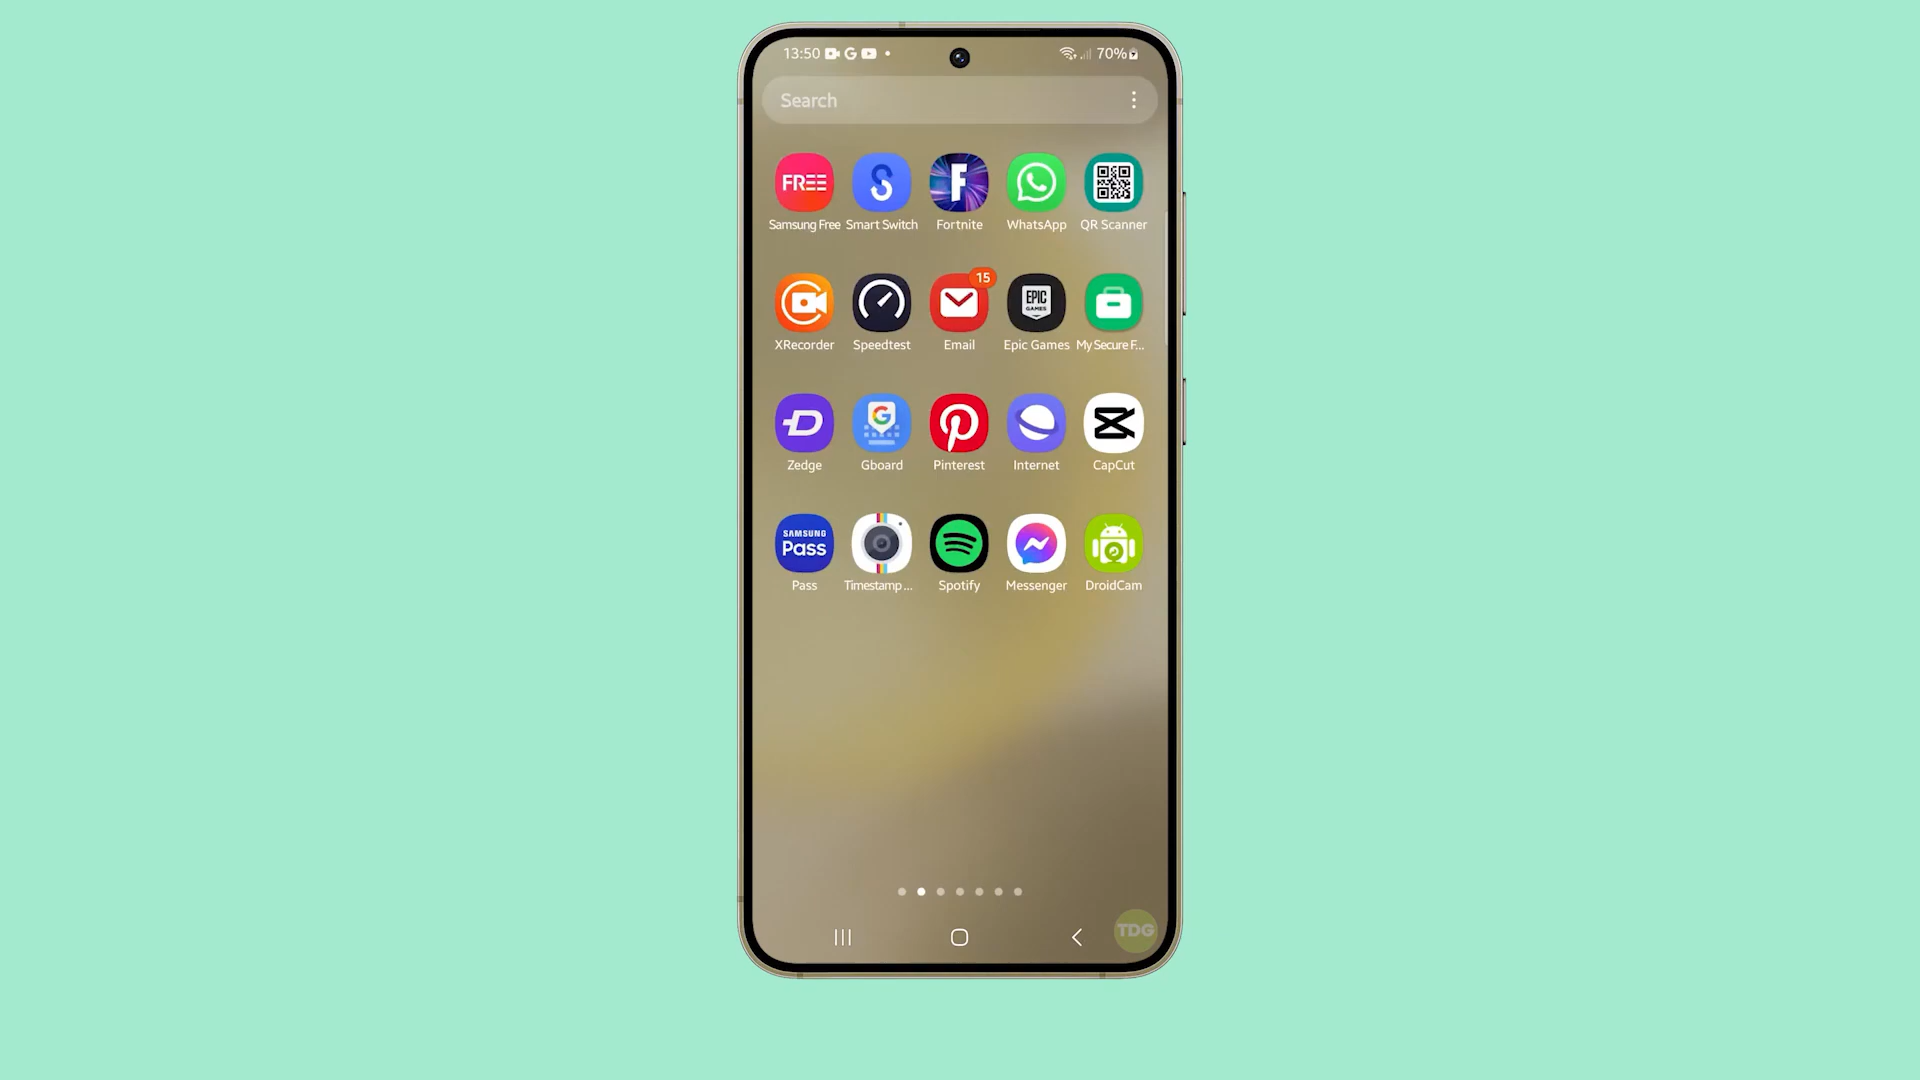 13:50 G 70%
Search
FREE
F
Samsung Free Smart Switch Fortnite WhatsApp QR Scanner
15
EPIC
GAMES
XRecorder Speedtest Email Epic Games My Secure F...
G
Zedge Gboard Pinterest Internet CapCut
SAMSUNG
Pass
Pass Timestamp ... Spotify Messenger DroidCam
TDG